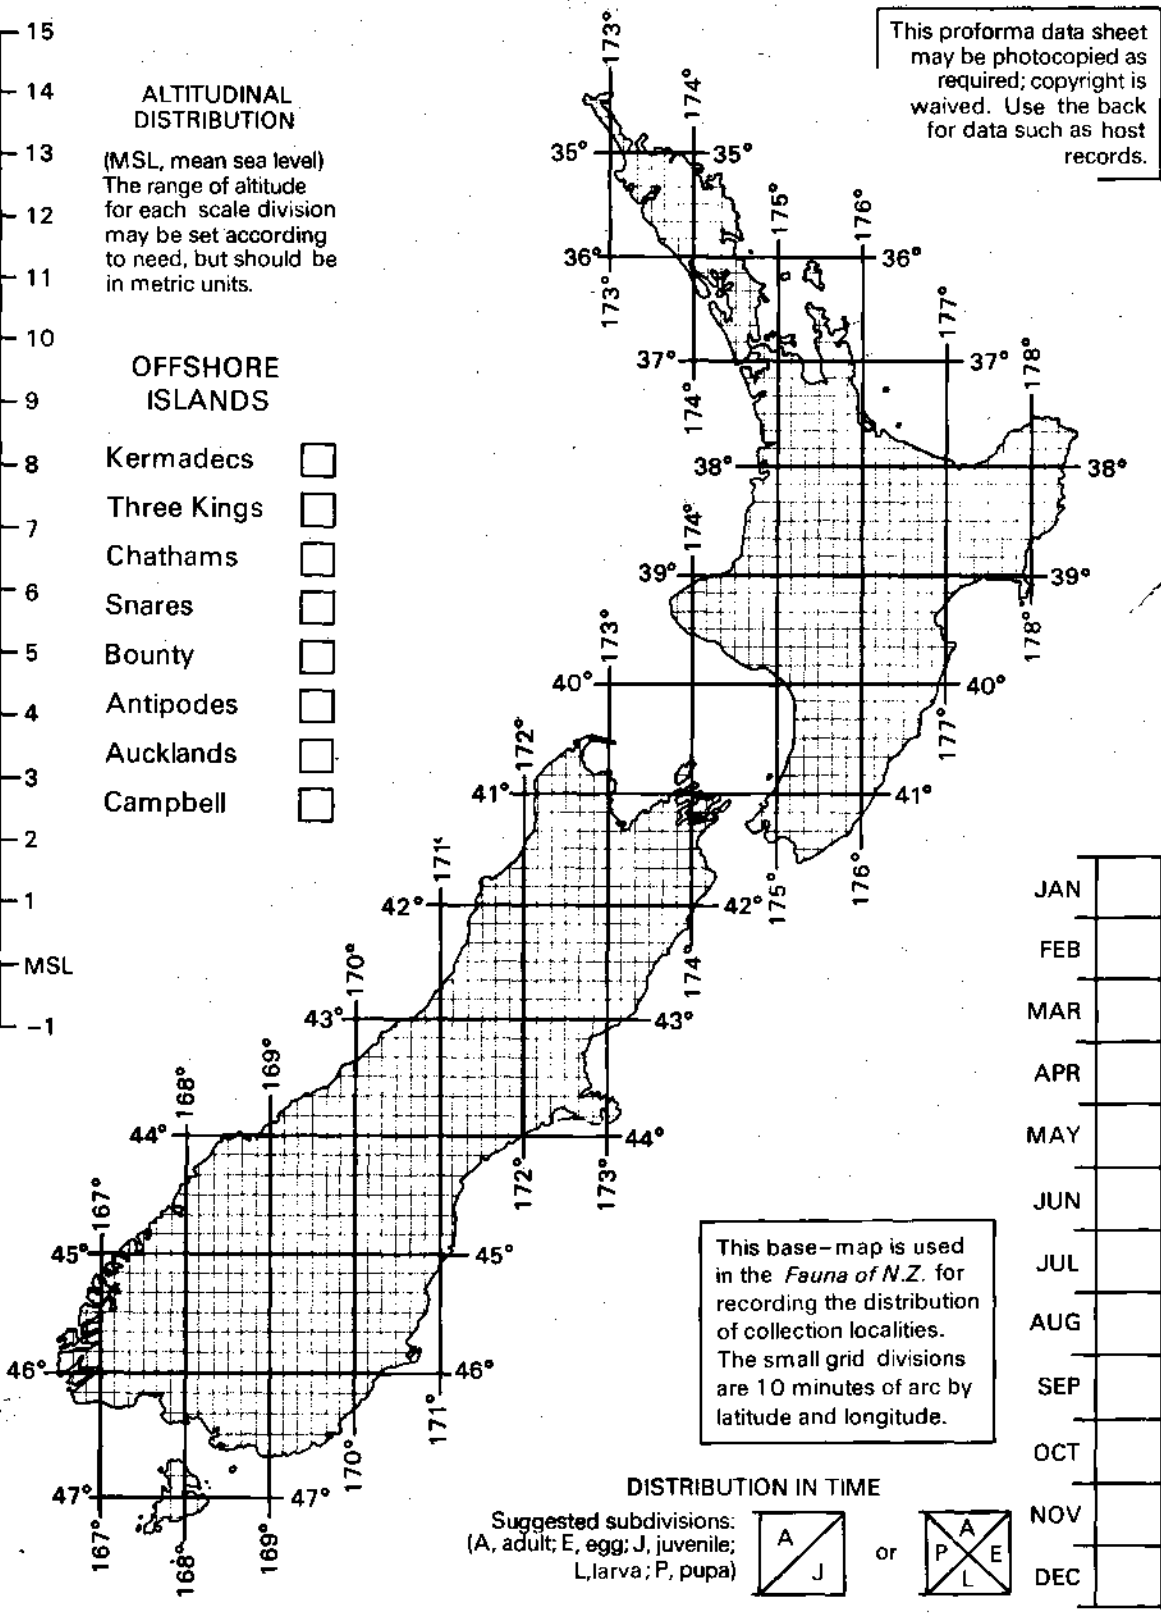 15
14
13
12
11
10
9
8
7
6
5
4
3
2
1
MSL
-1
ALTITUDINAL
DISTRIBUTION
(MSL, mean sea level)
The range of altitude
for each scale division
may be set according
to need, but should be
in metric units.
OFFSHORE
ISLANDS
Kermadecs
Three Kings
Chathams
Snares
Bounty
Antipodes
Aucklands
Campbell
This proforma data sheet
may be photocopied as
required; copyright is
waived. Use the back
for data such as host
records.
173°
174°
35°
35°
175°
176°
36°
36°
173°
177°
37°
37°
178°
174°
38°
38°
174°
39°
39°
173°
178°
40°
40°
172°
177°
41°
41°
171°
175°
176°
42°
42°
170°
174°
43°
43°
169°
168°
44°
44°
172°
173°
167°
45°
45°
46°
46°
171°
170°
47°
47°
167°
168°
169°
This base-map is used
in the Fauna of N.Z. for
recording the distribution
of collection localities.
The small grid divisions
are 10 minutes of arc by
latitude and longitude.
DISTRIBUTION IN TIME
Suggested subdivisions:
(A, adult; E, egg; J, juvenile;
L, larva; P, pupa)
A
J
or
A
P
E
L
JAN
FEB
MAR
APR
MAY
JUN
JUL
AUG
SEP
OCT
NOV
DEC